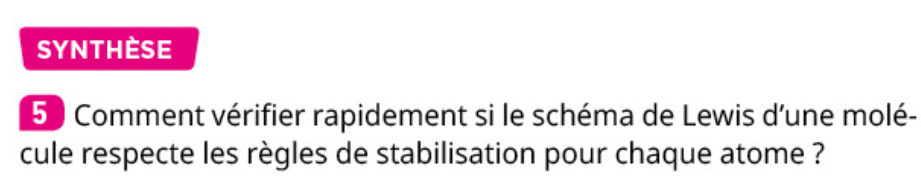 SYNTHÈSE
5 Comment vérifier rapidement si le schéma de Lewis d’une molé-
cule respecte les règles de stabilisation pour chaque atome ?